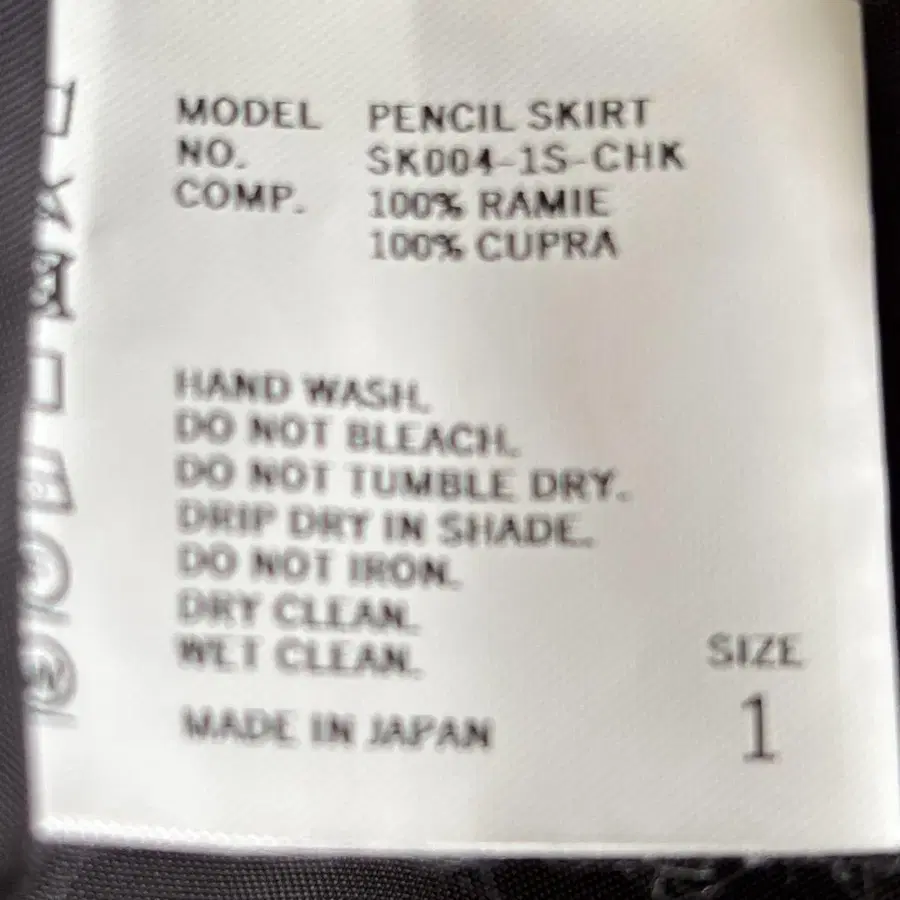 MODEL PENCIL SKIRT
NO. SK004-1S-CHK
COMP. 100% RAMIE
100% CUPRA
HAND WASH.
DO NOT BLEACH.
DO NOT TUMBLE DRY.
DRIP DRY IN SHADE.
DO NOT IRON.
DRY CLEAN.
WET CLEAN.
MADE IN JAPAN
SIZE
1